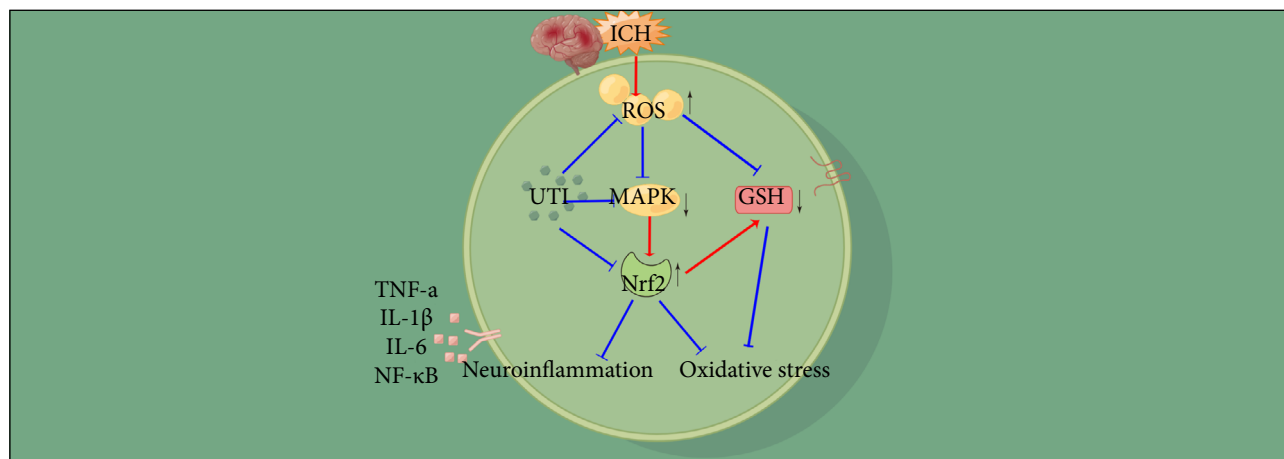 ICH
ROS
UTI
MAPK
GSH
Nrf2
TNF-a
IL-1β
IL-6
NF-κB
Neuroinflammation
Oxidative stress